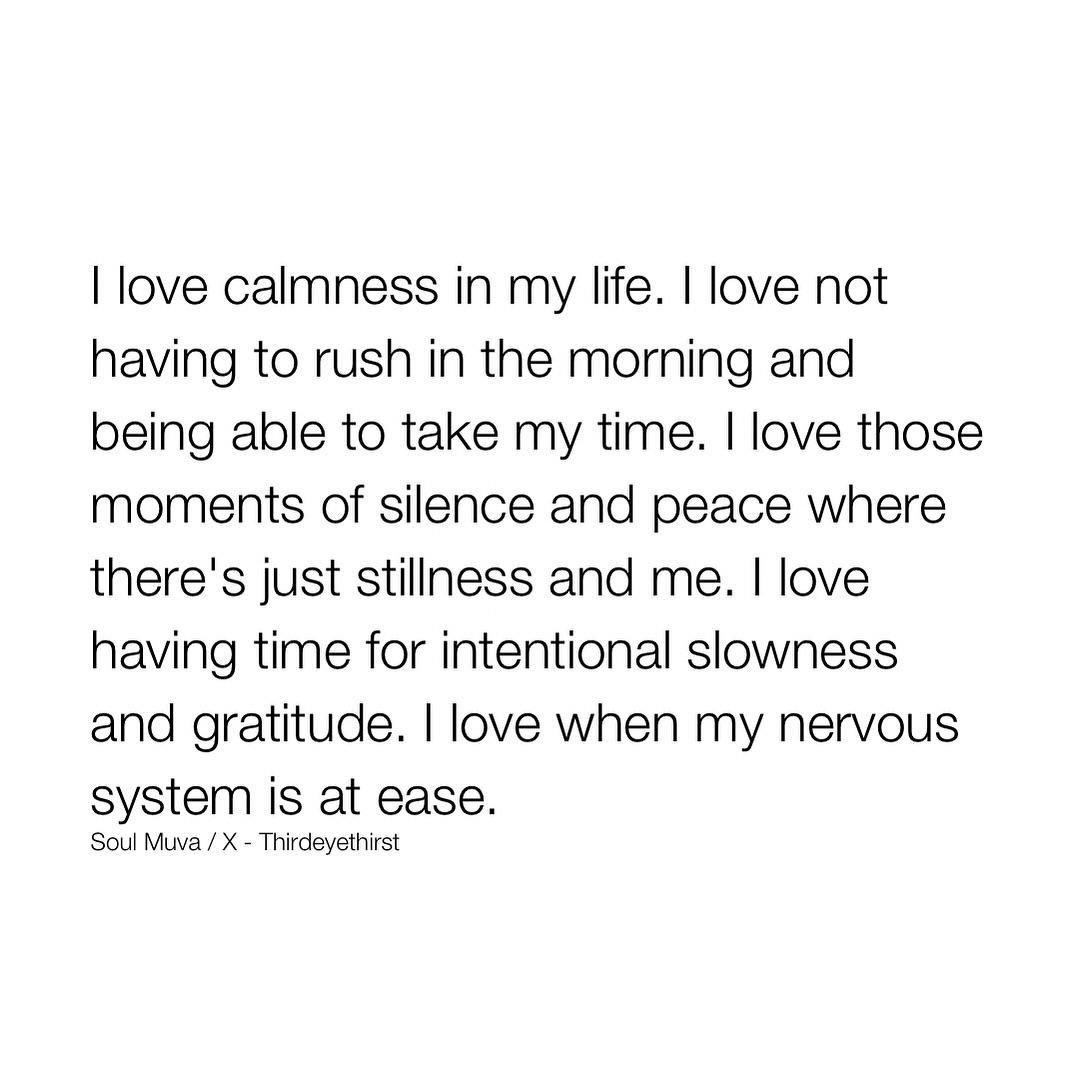 I love calmness in my life. I love not
having to rush in the morning and
being able to take my time. I love those
moments of silence and peace where
there's just stillness and me. I love
having time for intentional slowness
and gratitude. I love when my nervous
system is at ease.
Soul Muva / X - Thirdeyethirst